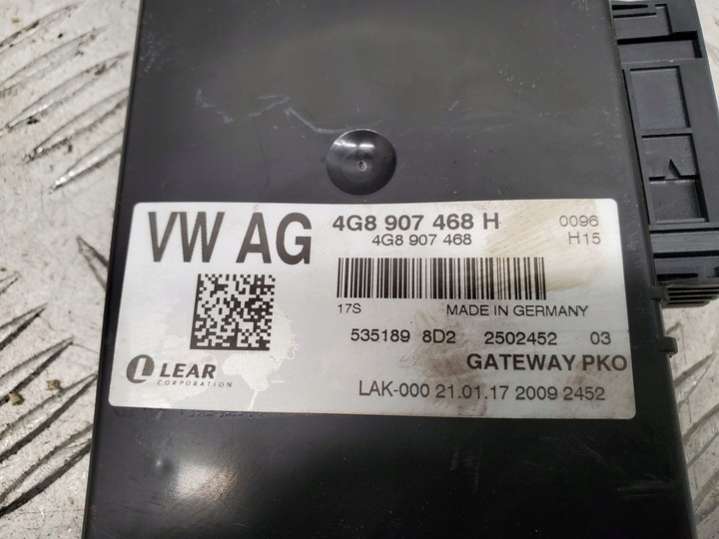 VW AG
4G8 907 468 H 0096
4G8 907 468 H15
17S MADE IN GERMANY
535189 8D2 2502452 03
GATEWAY PKO
LEAR
CORPORATION
LAK-000 21.01.17 2009 2452